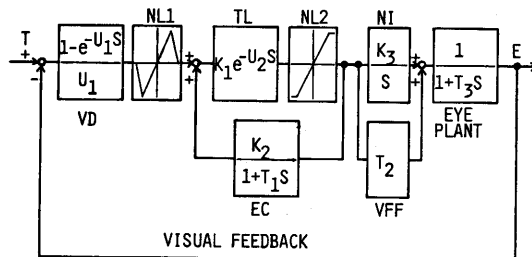 NL1 TL NL2 NI
T + - 1-e^-U1S / U1 + + K1e^-U2S K3 / S + + 1 / 1+T3S E
VD EYE PLANT
K2 / 1+T1S T2
EC VFF
VISUAL FEEDBACK